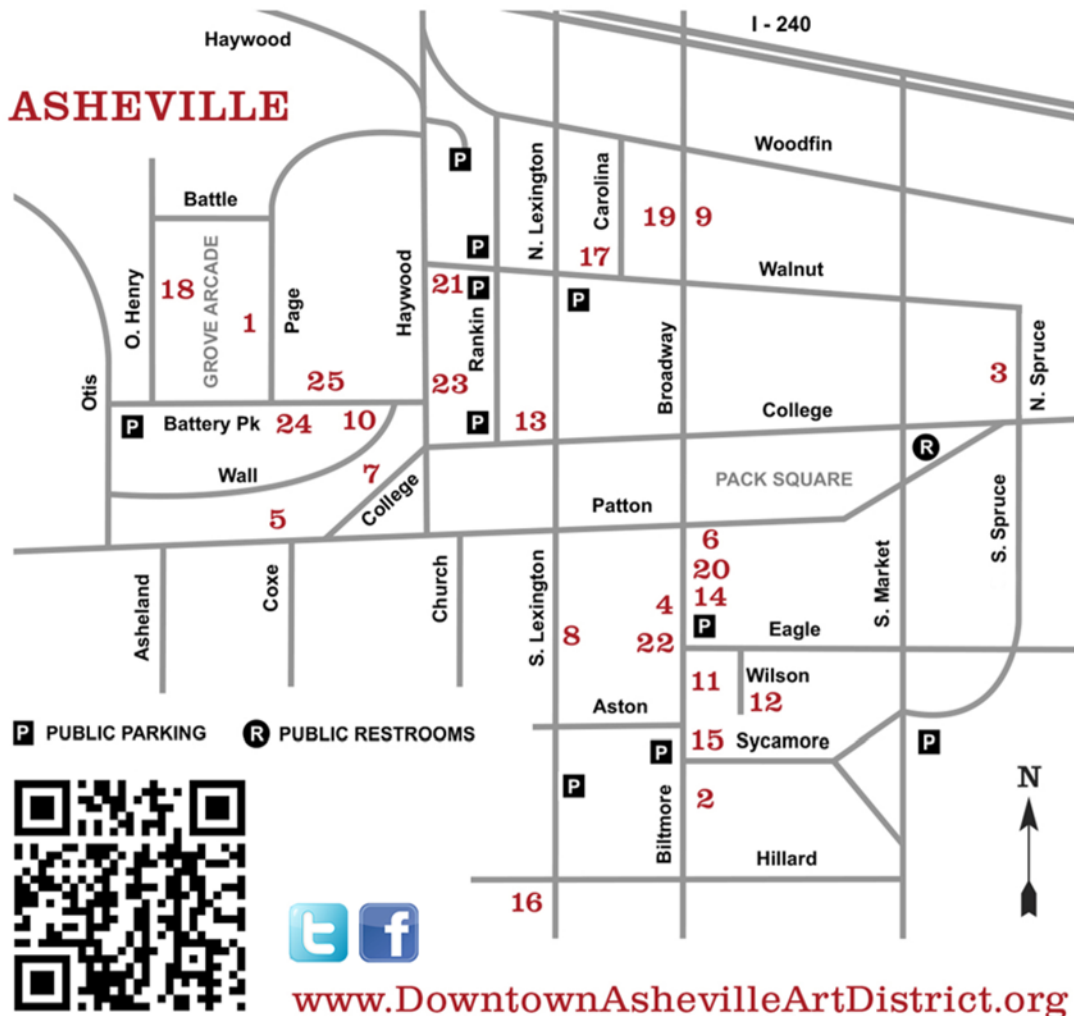 I - 240
Haywood
ASHEVILLE
Woodfin
P
Battle
N. Lexington
Carolina
19
9
O. Henry
18
GROVE ARCADE
1
Page
Haywood
P
17
Walnut
21
P
P
Rankin
Broadway
Otis
25
23
3
N. Spruce
P
Battery Pk
24
10
P
13
College
R
Wall
7
College
PACK SQUARE
5
Patton
6
20
14
4
P
22
8
Asheland
Coxe
Church
S. Lexington
S. Market
S. Spruce
Eagle
11
Wilson
12
Aston
15
Sycamore
P
P
P
2
Biltmore
Hillard
16
N
P PUBLIC PARKING
R PUBLIC RESTROOMS
t f
www.DowntownAshevilleArtDistrict.org